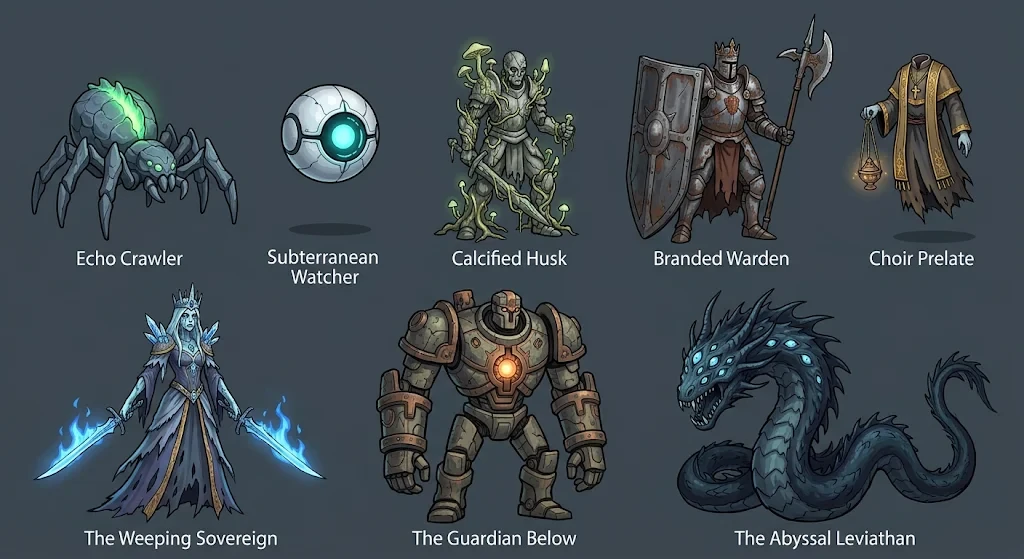 Echo Crawler
Subterranean
Watcher
Calcified Husk
Branded Warden
Choir Prelate
The Weeping Sovereign
The Guardian Below
The Abyssal Leviathan